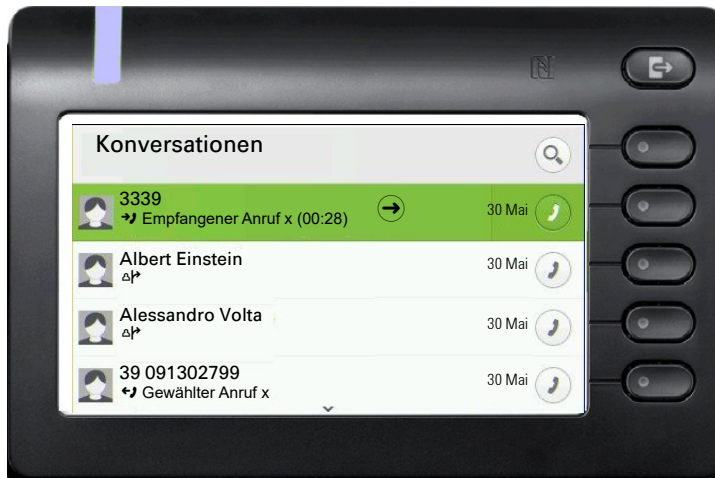 Konversationen
3339
Empfangener Anruf x (00:28)
30 Mai
Albert Einstein
30 Mai
Alessandro Volta
30 Mai
39 091302799
Gewählter Anruf x
30 Mai